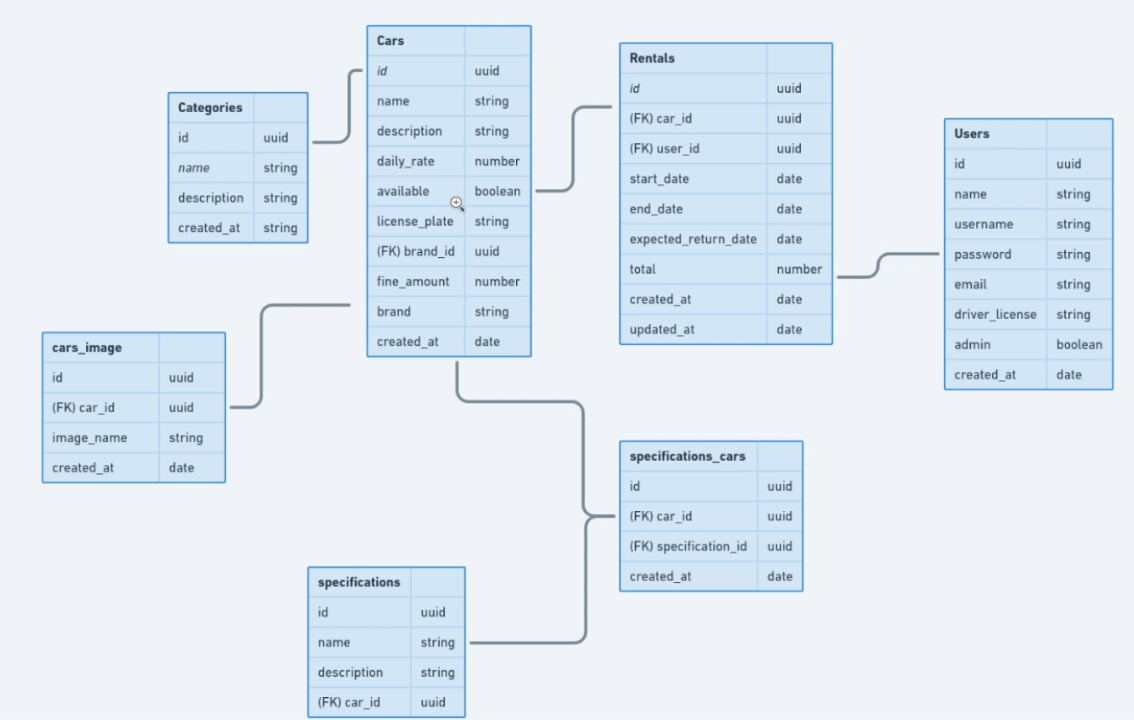 Cars
id uuid
name string
description string
daily_rate number
available boolean
license_plate string
(FK) brand_id uuid
fine_amount number
brand string
created_at date
Rentals
id uuid
(FK) car_id uuid
(FK) user_id uuid
start_date date
end_date date
expected_return_date date
total number
created_at date
updated_at date
Categories
id uuid
name string
description string
created_at string
Users
id uuid
name string
username string
password string
email string
driver_license string
admin boolean
created_at date
cars_image
id uuid
(FK) car_id uuid
image_name string
created_at date
specifications_cars
id uuid
(FK) car_id uuid
(FK) specification_id uuid
created_at date
specifications
id uuid
name string
description string
(FK) car_id uuid